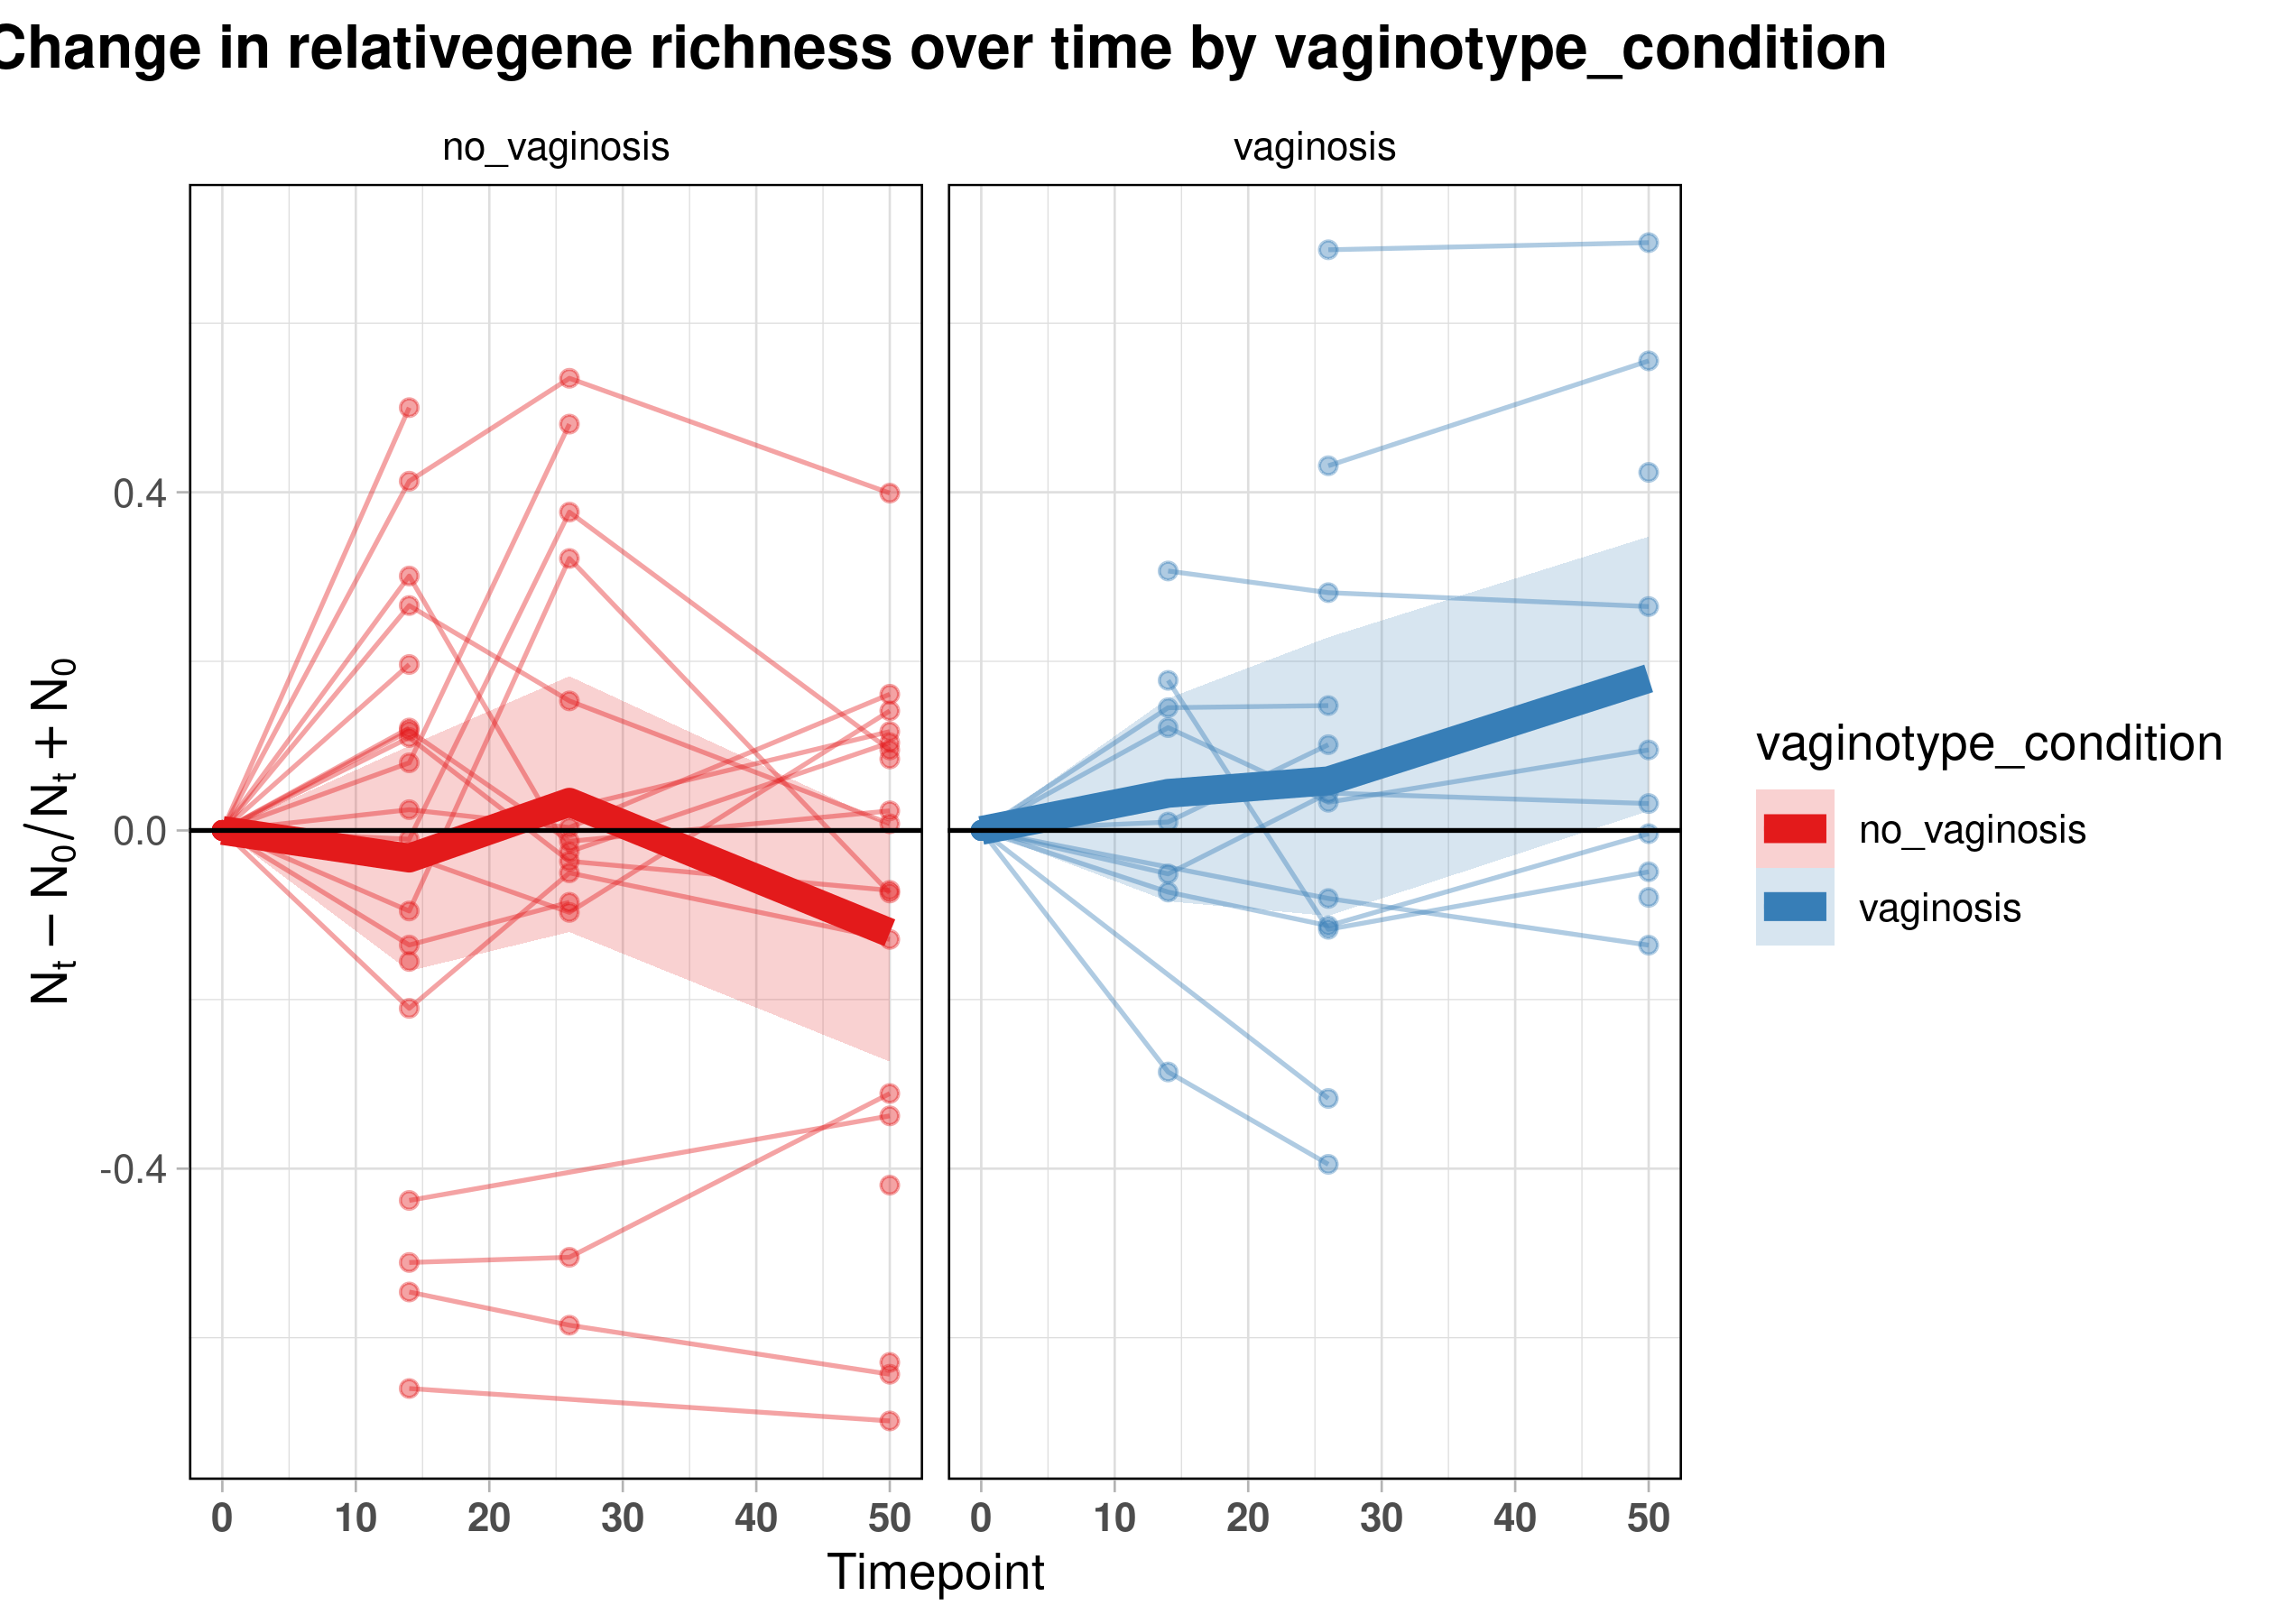 Change in relativegene richness over time by vaginotype_condition
no_vaginosis
vaginosis
Nt − N0/Nt + N0
0.4
0.0
-0.4
0 10 20 30 40 50
0 10 20 30 40 50
Timepoint
vaginotype_condition
no_vaginosis
vaginosis